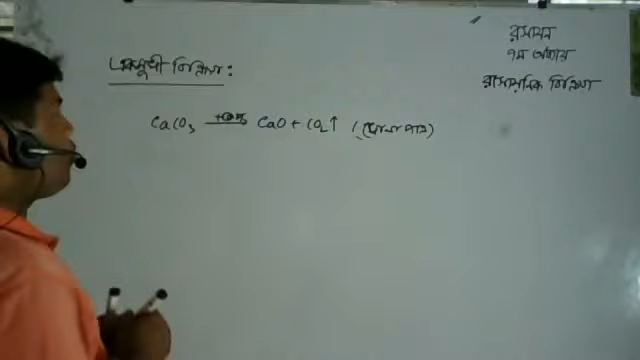 রসায়ন
৭ম অধ্যায়
রাসায়নিক বিক্রিয়া
একমুখী বিক্রিয়া :
CaCO₃ CaO + CO₂↑ (খোলা পাত্র)